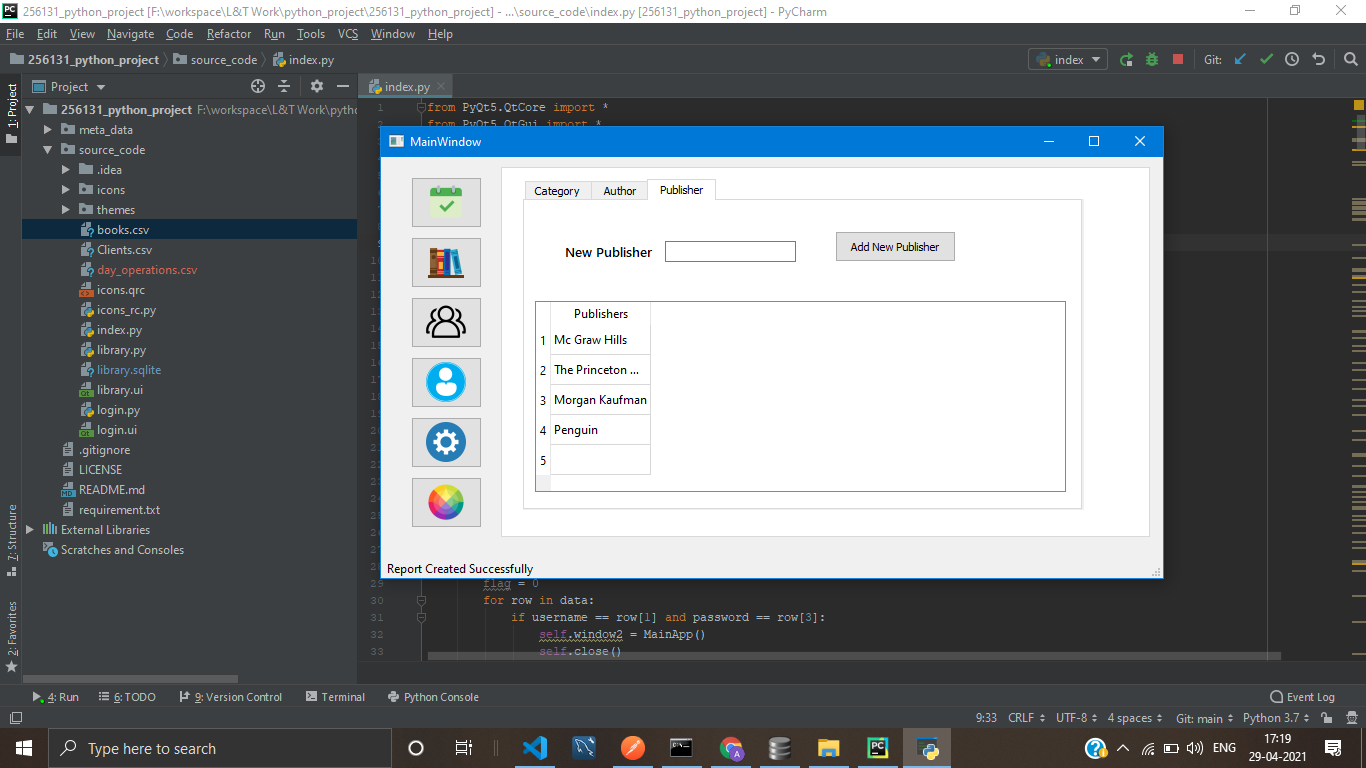 256131_python_project [F:\workspace\L&T Work\python_project\256131_python_project] - ...\source_code\index.py [256131_python_project] - PyCharm
File Edit View Navigate Code Refactor Run Tools VCS Window Help
256131_python_project source_code index.py index Git:
1: Project
Project
index.py
256131_python_project F:\workspace\L&T Work\pytho
meta_data
source_code
.idea
icons
themes
books.csv
Clients.csv
day_operations.csv
icons.qrc
icons_rc.py
index.py
library.py
library.sqlite
library.ui
login.py
login.ui
.gitignore
LICENSE
README.md
requirement.txt
External Libraries
Scratches and Consoles
7: Structure
2: Favorites
1 from PyQt5.QtCore import *
from PyQt5.QtGui import *
MainWindow
Category Author Publisher
New Publisher Add New Publisher
Publishers
1 Mc Graw Hills
2 The Princeton ...
3 Morgan Kaufman
4 Penguin
5
Report Created Successfully
29 flag = 0
30 for row in data:
31 if username == row[1] and password == row[3]:
32 self.window2 = MainApp()
33 self.close()
4: Run 6: TODO 9: Version Control Terminal Python Console Event Log
9:33 CRLF UTF-8 4 spaces Git: main Python 3.7
Type here to search
ENG
17:19
29-04-2021